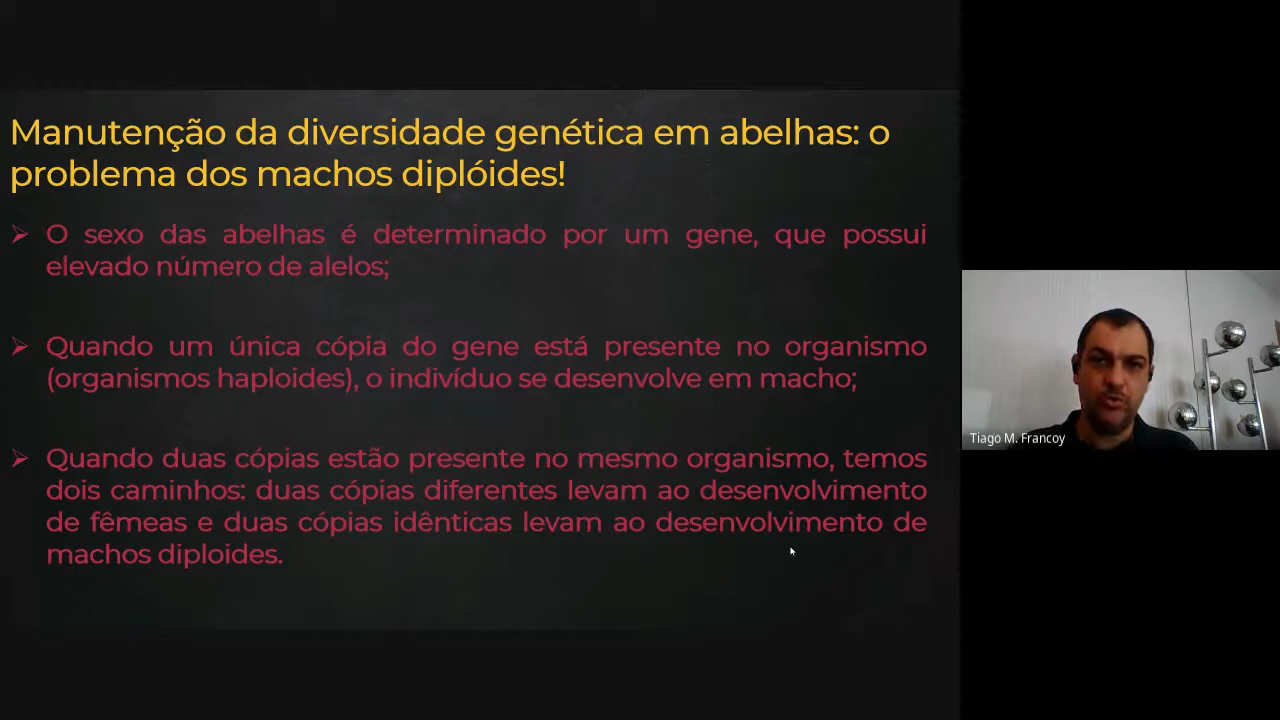 Manutenção da diversidade genética em abelhas: o
problema dos machos diplóides!
➢ O sexo das abelhas é determinado por um gene, que possui
elevado número de alelos;
➢ Quando um única cópia do gene está presente no organismo
(organismos haploides), o indivíduo se desenvolve em macho;
➢ Quando duas cópias estão presente no mesmo organismo, temos
dois caminhos: duas cópias diferentes levam ao desenvolvimento
de fêmeas e duas cópias idênticas levam ao desenvolvimento de
machos diploides.
Tiago M. Francoy